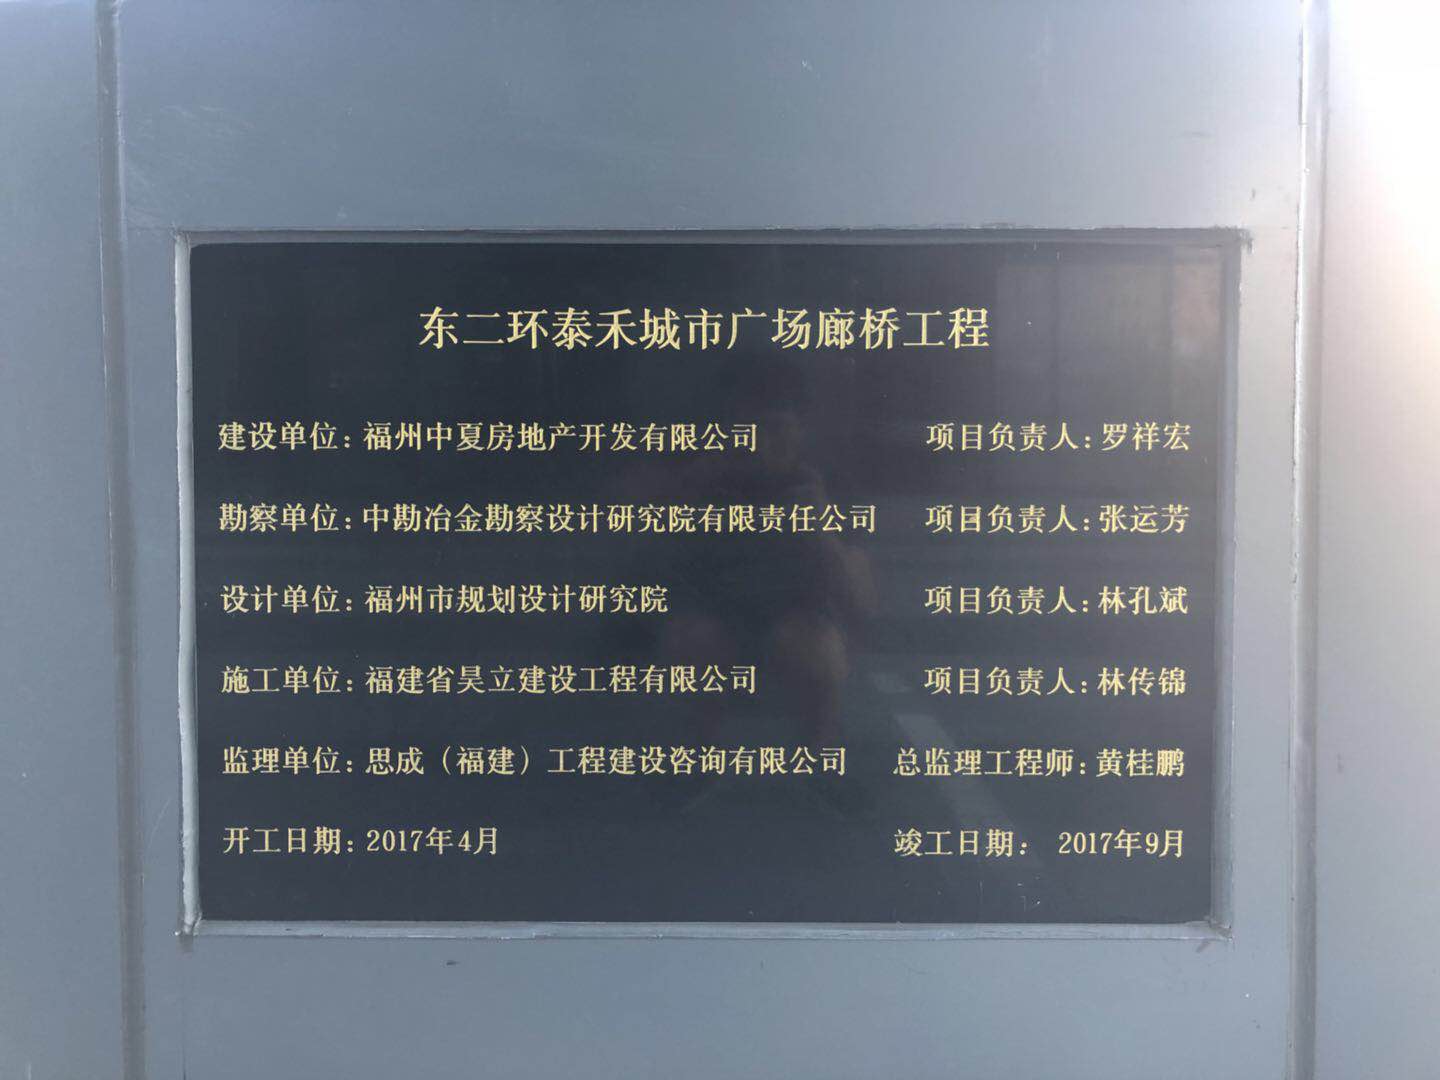 东二环泰禾城市广场廊桥工程
建设单位：福州中夏房地产开发有限公司 项目负责人：罗祥宏
勘察单位：中勘冶金勘察设计研究院有限责任公司 项目负责人：张运芳
设计单位：福州市规划设计研究院 项目负责人：林孔斌
施工单位：福建省昊立建设工程有限公司 项目负责人：林传锦
监理单位：思成（福建）工程建设咨询有限公司 总监理工程师：黄桂鹏
开工日期：2017年4月 竣工日期： 2017年9月